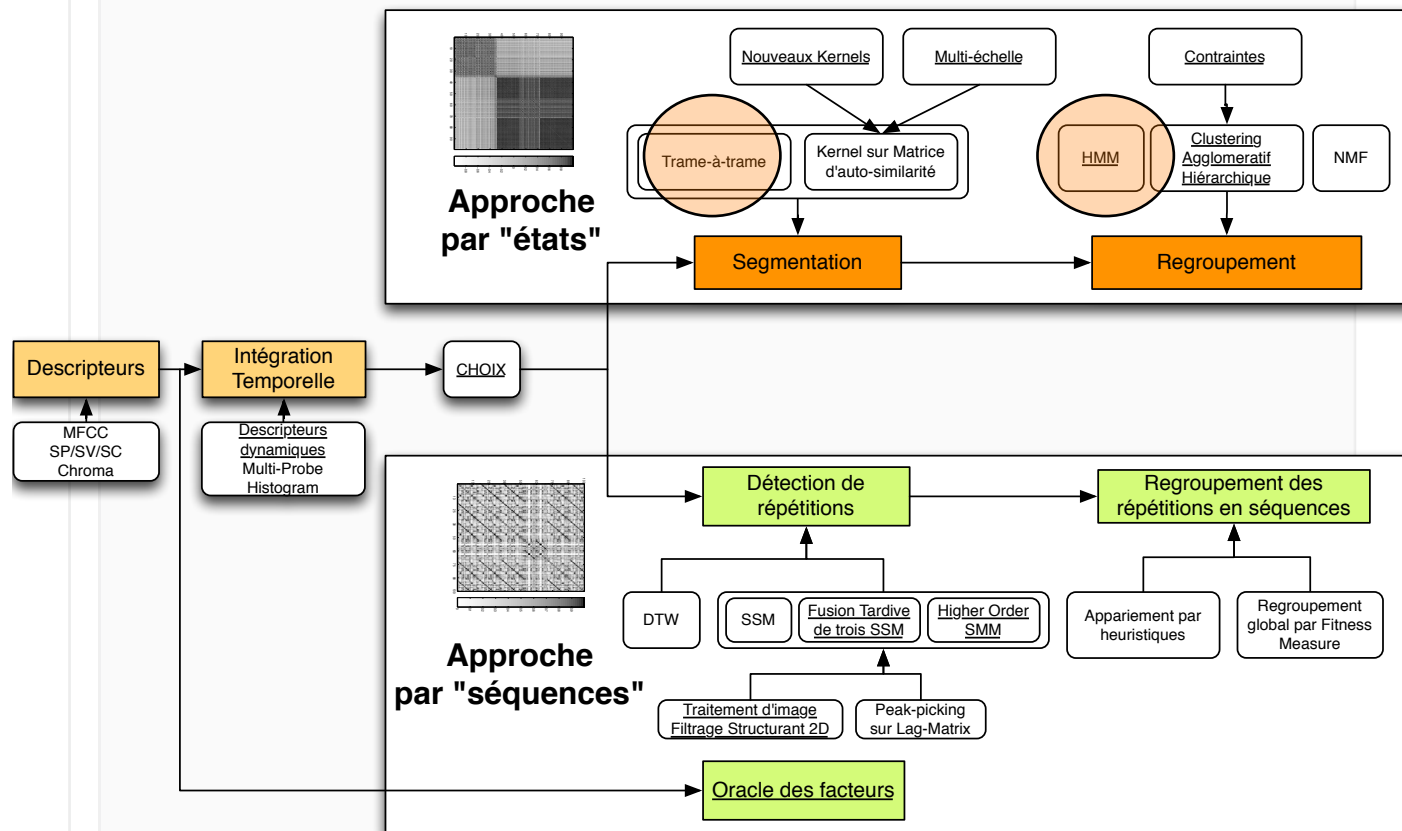 Nouveaux Kernels
Multi-échelle
Contraintes
Trame-à-trame
Kernel sur Matrice
d'auto-similarité
HMM
Clustering
Agglomeratif
Hiérarchique
NMF
Approche
par "états"
Segmentation
Regroupement
Descripteurs
Intégration
Temporelle
CHOIX
MFCC
SP/SV/SC
Chroma
Descripteurs
dynamiques
Multi-Probe
Histogram
Détection de
répétitions
Regroupement des
répétitions en séquences
DTW
SSM
Fusion Tardive
de trois SSM
Higher Order
SMM
Appariement par
heuristiques
Regroupement
global par Fitness
Measure
Approche
par "séquences"
Traitement d'image
Filtrage Structurant 2D
Peak-picking
sur Lag-Matrix
Oracle des facteurs